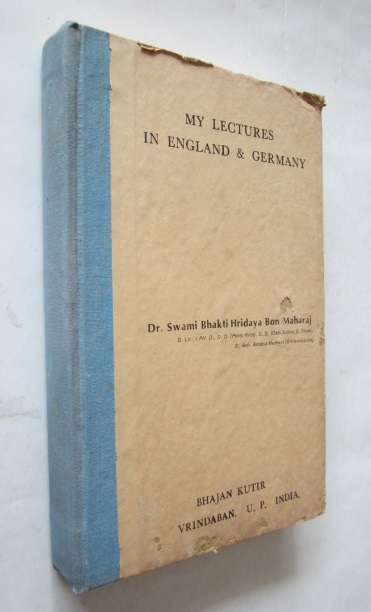 MY LECTURES
IN ENGLAND & GERMANY
Dr. Swami Bhakti Hridaya Bon Maharaj
BHAJAN KUTIR
VRINDABAN, U. P. INDIA.